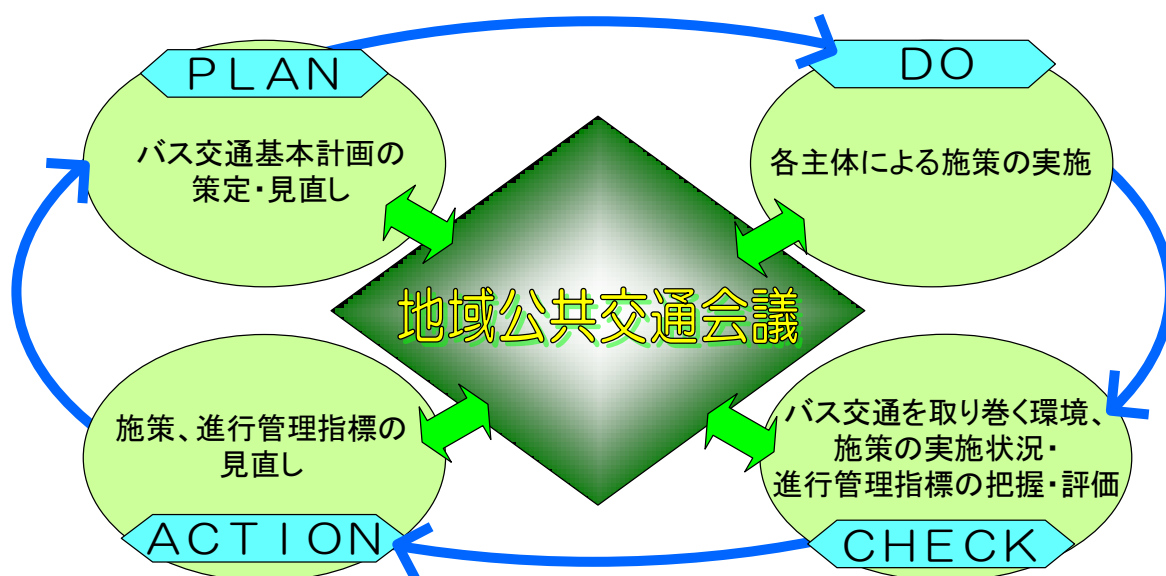 PLAN
バス交通基本計画の
策定・見直し
DO
各主体による施策の実施
地域公共交通会議
施策、進行管理指標の
見直し
ACTION
バス交通を取り巻く環境、
施策の実施状況・
進行管理指標の把握・評価
CHECK